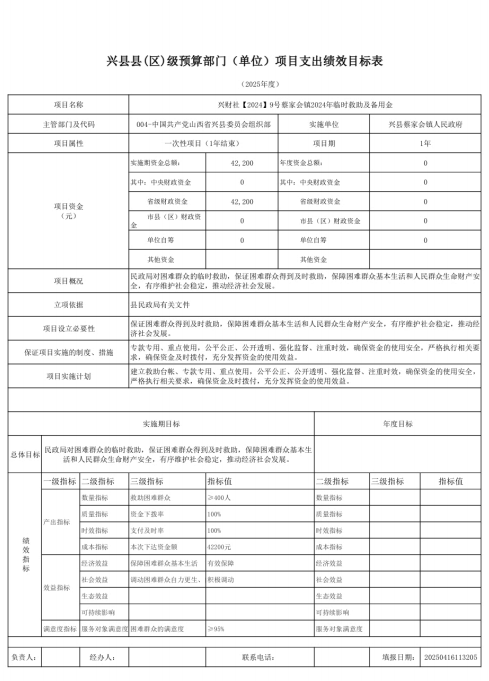 兴县县(区)级预算部门（单位）项目支出绩效目标表
（2025年度）
项目名称 兴财社【2024】9号蔡家会镇2024年临时救助及备用金
主管部门及代码 004-中国共产党山西省兴县委员会组织部 实施单位 兴县蔡家会镇人民政府
项目属性 一次性项目（1年结束） 项目期 1年
项目资金
（元）
实施期资金总额： 42,200 年度资金总额： 0
其中：中央财政资金 0 其中：中央财政资金 0
省级财政资金 42,200 省级财政资金 0
市县（区）财政资
金 0 市县（区）财政资金 0
单位自筹 0 单位自筹 0
其他资金 其他资金
项目概况 民政局对困难群众的临时救助，保证困难群众得到及时救助，保障困难群众基本生活和人民群众生命财产安
全，有序维护社会稳定，推动经济社会发展。
立项依据 县民政局有关文件
项目设立必要性 保证困难群众得到及时救助，保障困难群众基本生活和人民群众生命财产安全，有序维护社会稳定，推动经
济社会发展。
保证项目实施的制度、措施 专款专用、重点使用，公平公正、公开透明、强化监督、注重时效，确保资金的使用安全，严格执行相关要
求，确保资金及时拨付，充分发挥资金的使用效益。
项目实施计划 建立救助台帐、专款专用、重点使用，公平公正、公开透明、强化监督、注重时效，确保资金的使用安全，
严格执行相关要求，确保资金及时拨付，充分发挥资金的使用效益。
实施期目标 年度目标
总体目标 民政局对困难群众的临时救助，保证困难群众得到及时救助，保障困难群众基本生
活和人民群众生命财产安全，有序维护社会稳定，推动经济社会发展。
绩效指标
一级指标 二级指标 三级指标 指标值 二级指标 三级指标 指标值
产出指标
数量指标 救助困难群众 ≥400人 数量指标
质量指标 资金下拨率 100% 质量指标
时效指标 支付及时率 100% 时效指标
成本指标 本次下达资金额 42200元 成本指标
效益指标
经济效益 保障困难群众基本生活 有效保障 经济效益
社会效益 调动困难群众自力更生、 积极调动 社会效益
生态效益 生态效益
可持续影响 可持续影响
满意度指标 服务对象满意度 困难群众的满意度 ≥95% 服务对象满意度
负责人： 经办人： 联系电话： 填报日期： 20250416113205